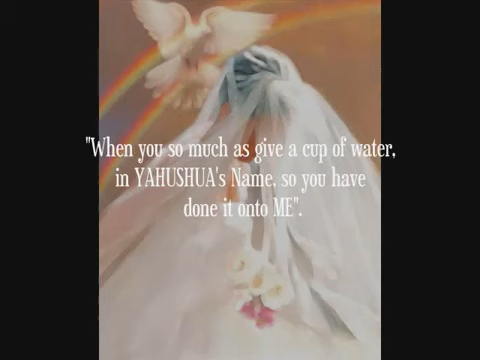 "When you so much as give a cup of water,
in YAHUSHUA's Name, so you have
done it onto ME".